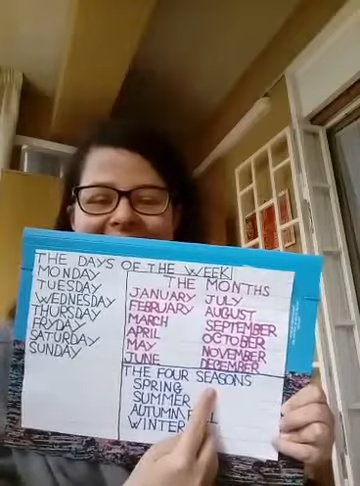 THE DAYS OF THE WEEK
MONDAY
TUESDAY
WEDNESDAY
THURSDAY
FRYDAY
SATURDAY
SUNDAY
THE MONTHS
JANUARY
FEBRUARY
MARCH
APRIL
MAY
JUNE
JULY
AUGUST
SEPTEMBER
OCTOBER
NOVEMBER
DECEMBER
THE FOUR SEASONS
SPRING
SUMMER
AUTUMN
WINTER